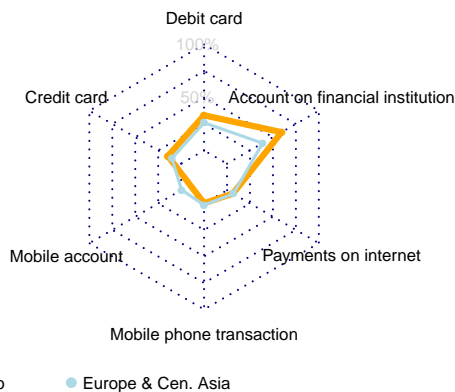 Debit card
100%
Credit card
50%
Account on financial institution
Mobile account
Payments on internet
Mobile phone transaction
Europe & Cen. Asia